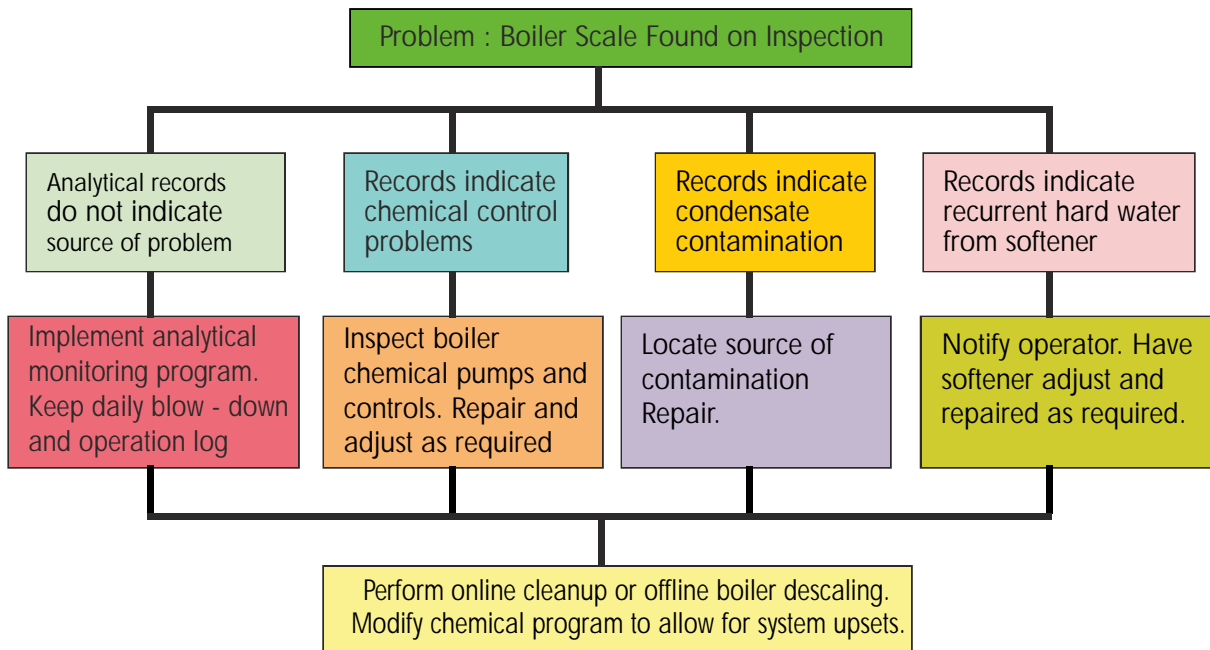 Problem : Boiler Scale Found on Inspection
Analytical records
do not indicate
source of problem
Records indicate
chemical control
problems
Records indicate
condensate
contamination
Records indicate
recurrent hard water
from softener
Implement analytical
monitoring program.
Keep daily blow - down
and operation log
Inspect boiler
chemical pumps and
controls. Repair and
adjust as required
Locate source of
contamination
Repair.
Notify operator. Have
softener adjust and
repaired as required.
Perform online cleanup or offline boiler descaling.
Modify chemical program to allow for system upsets.